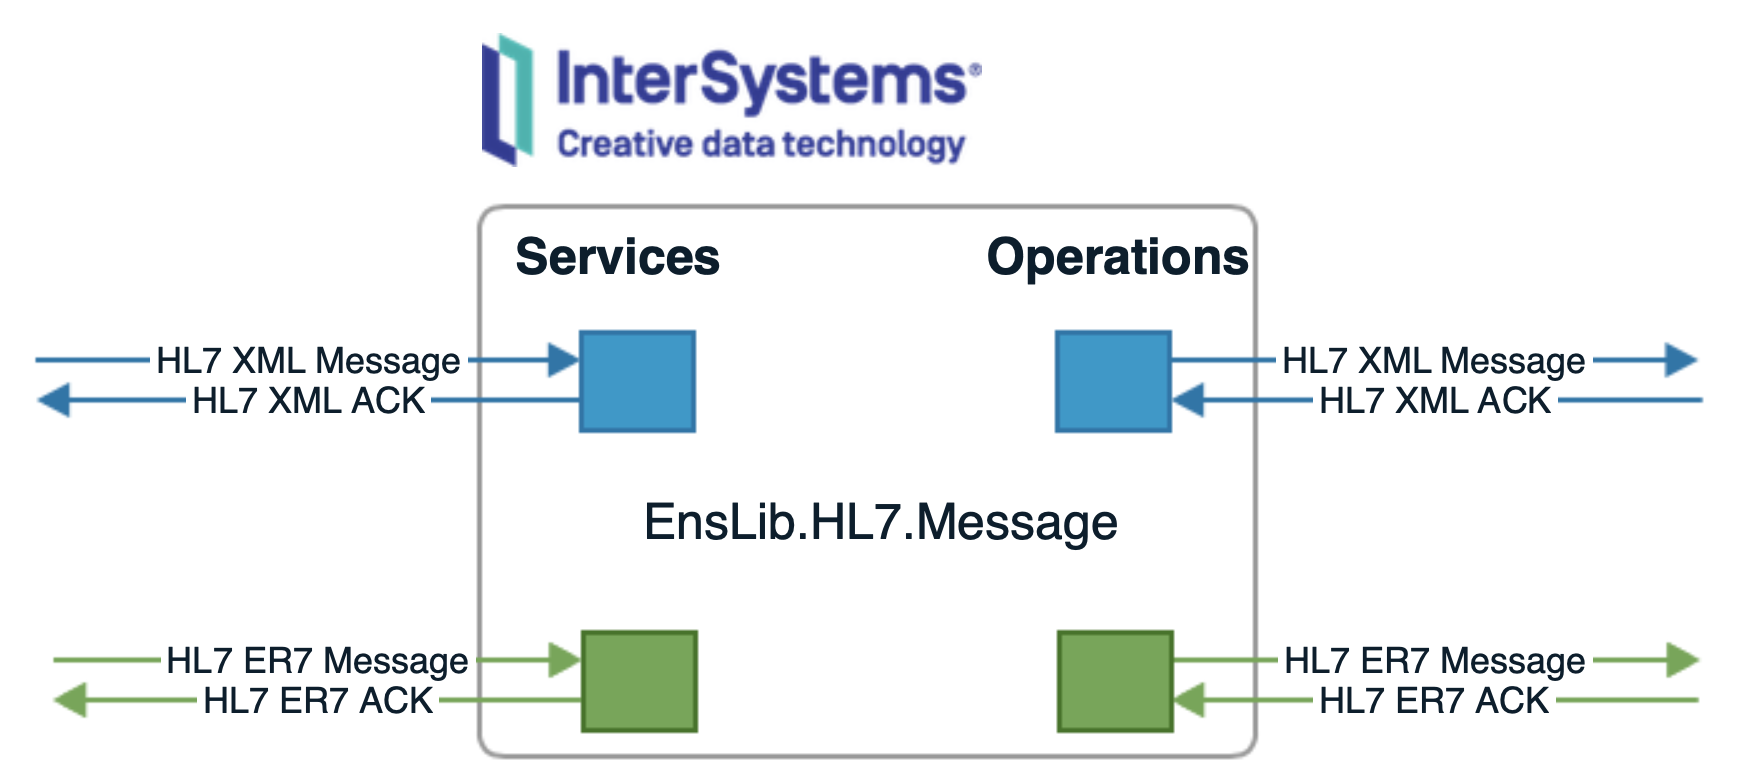 InterSystems®
Creative data technology
Services
Operations
HL7 XML Message
HL7 XML ACK
HL7 XML Message
HL7 XML ACK
EnsLib.HL7.Message
HL7 ER7 Message
HL7 ER7 ACK
HL7 ER7 Message
HL7 ER7 ACK